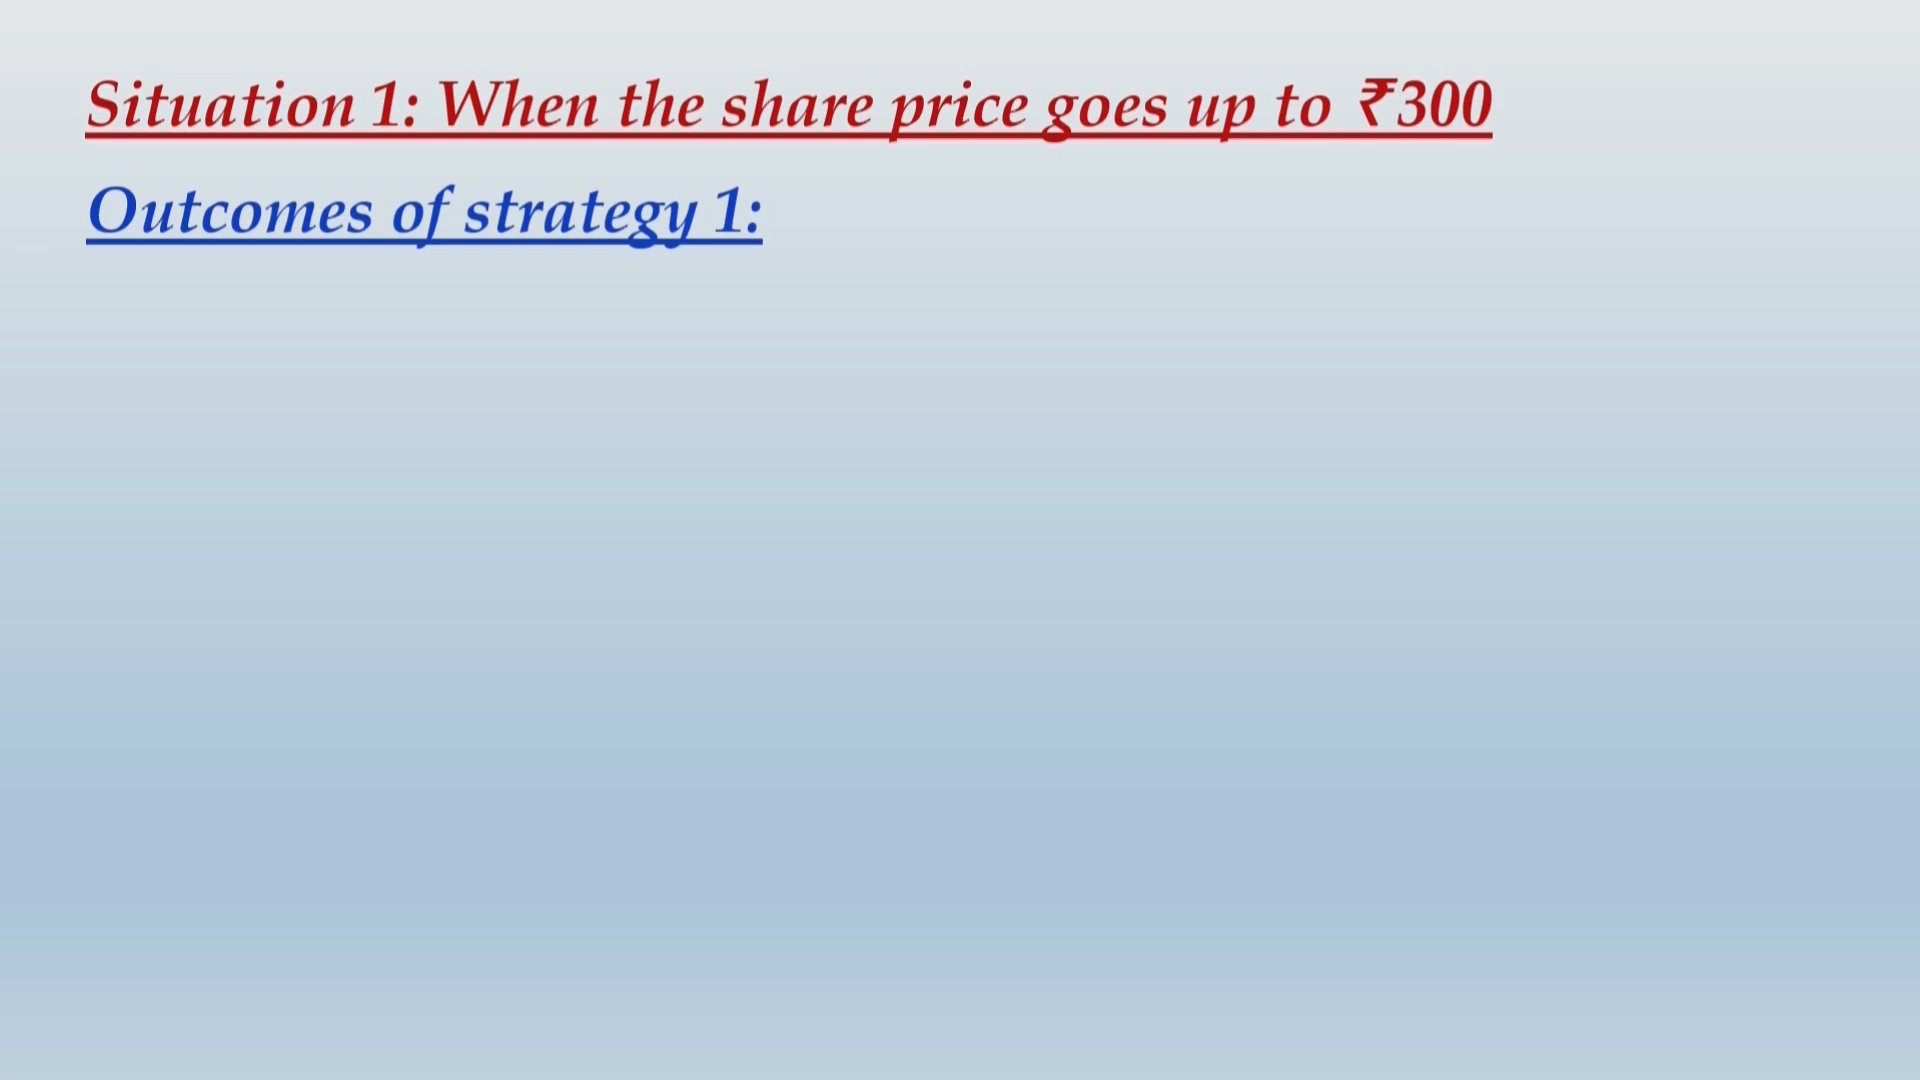 Situation 1: When the share price goes up to ₹300
Outcomes of strategy 1: